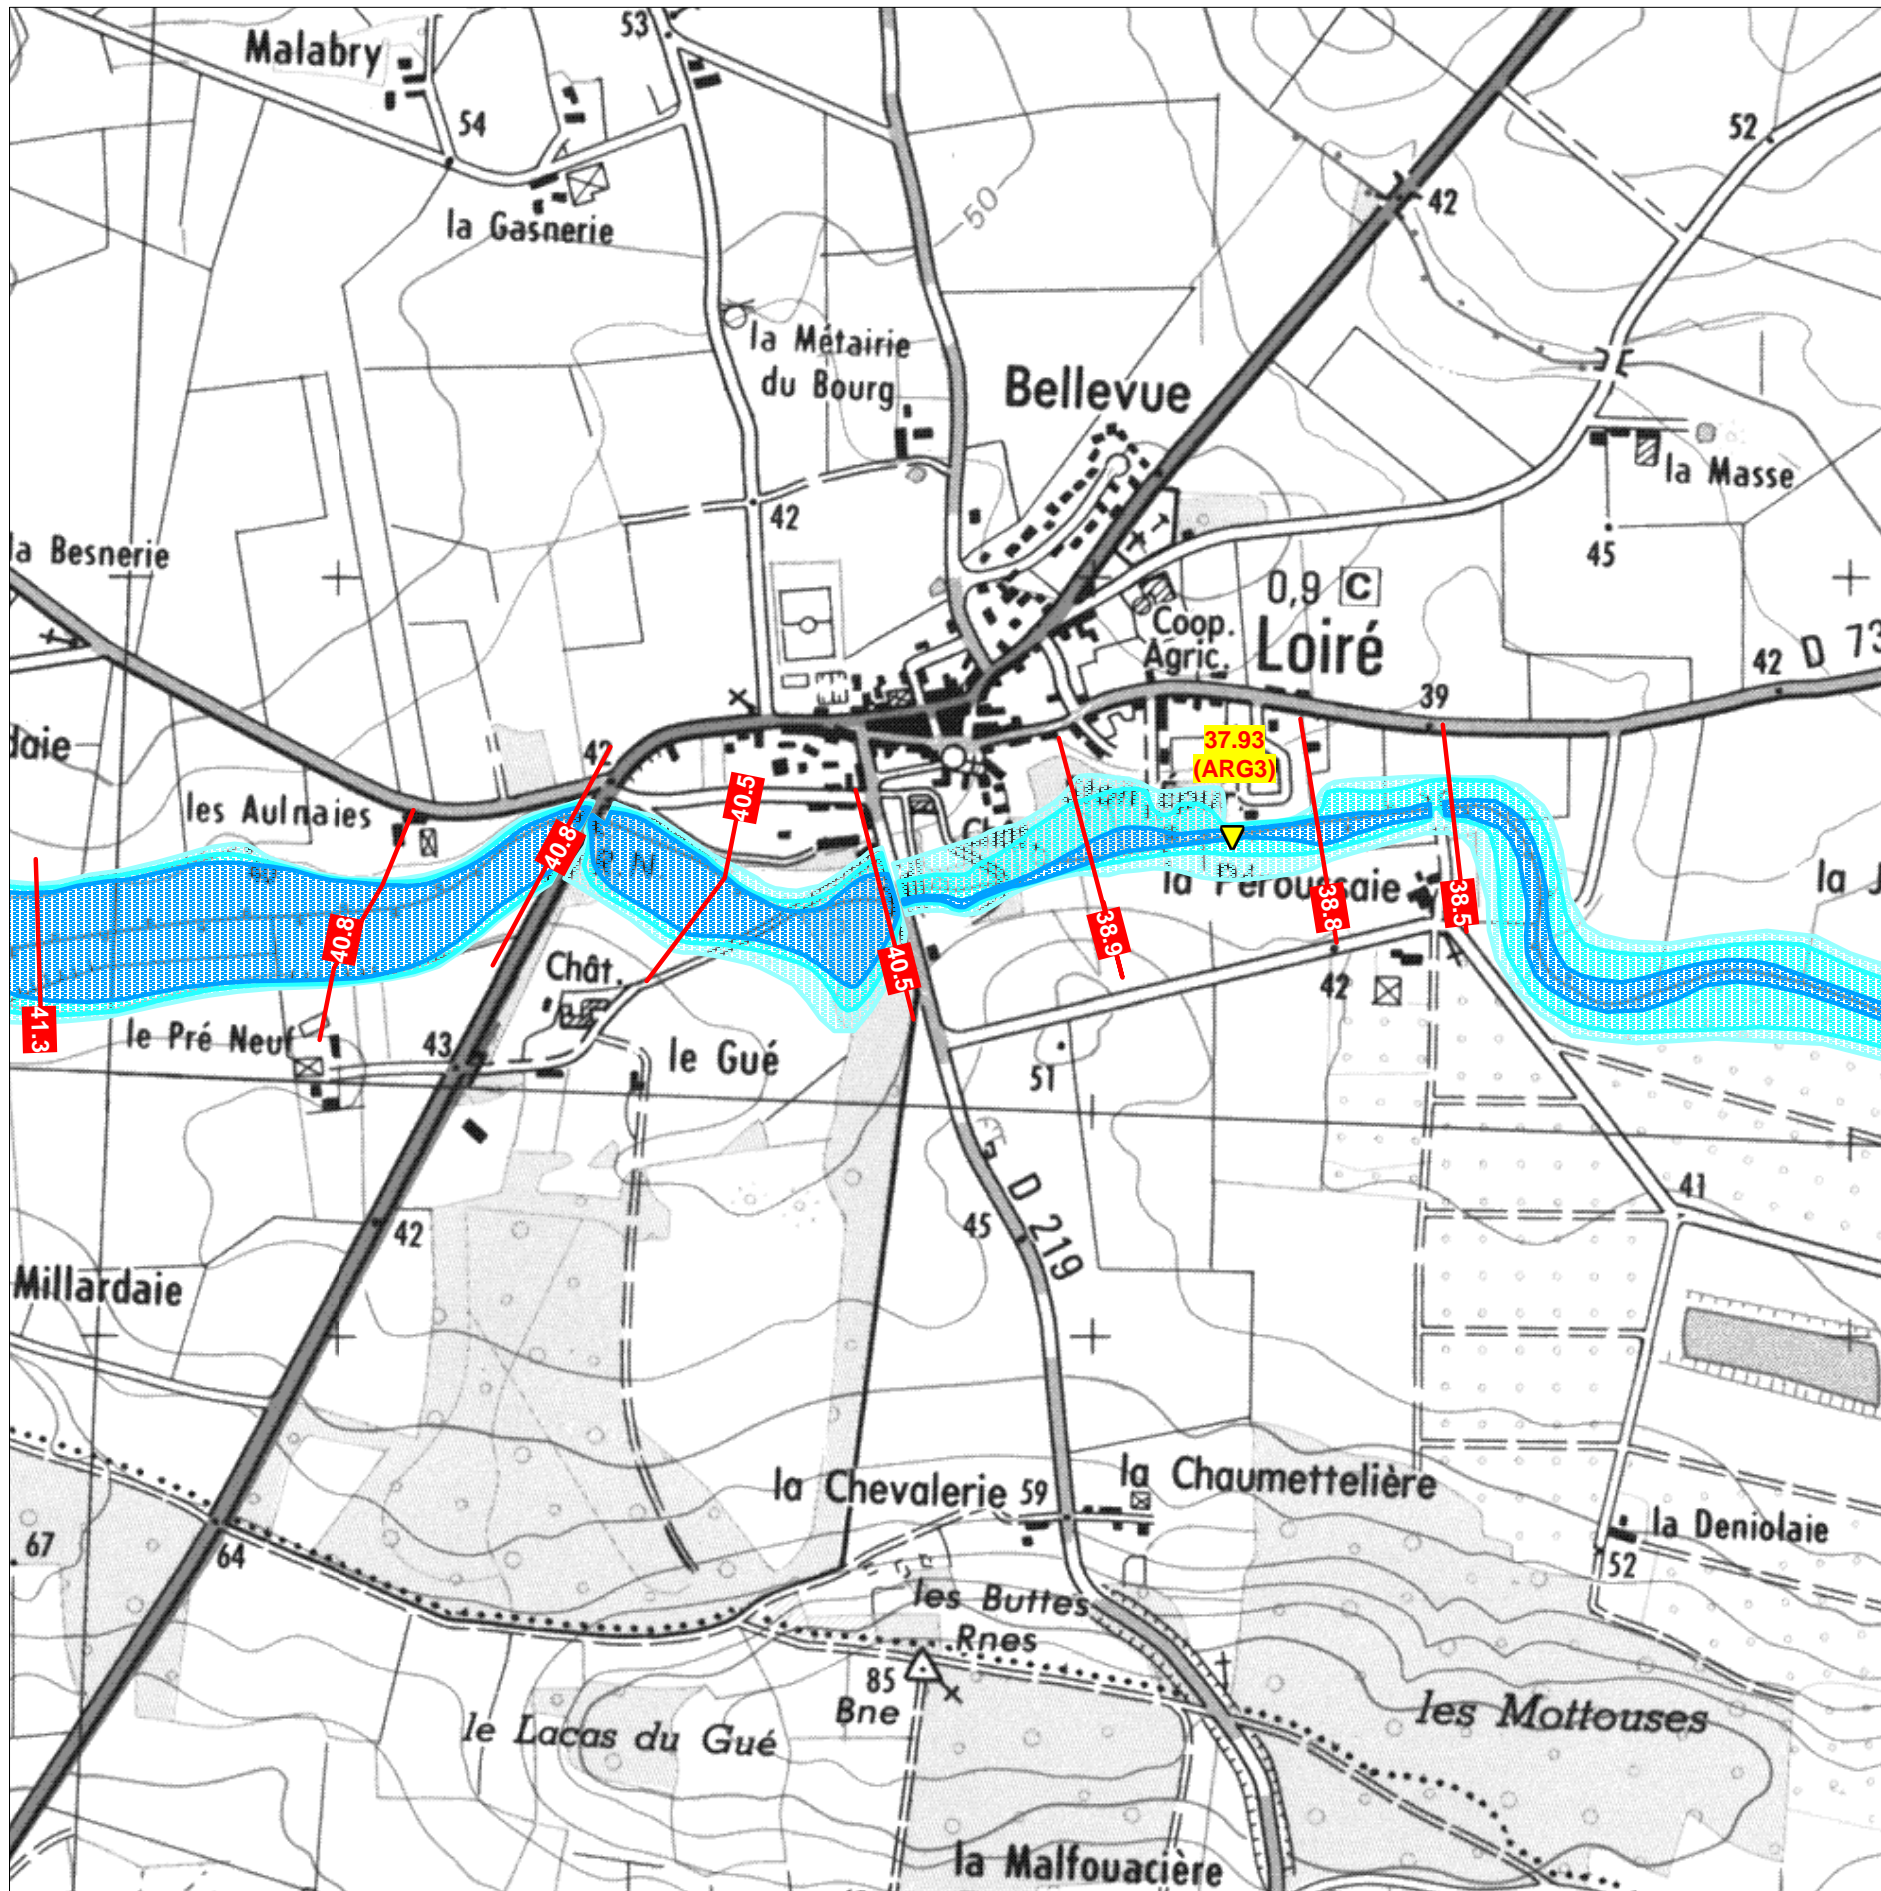 53
Malabry
54
52
la Gasnerie
50
42
la Métairie
du Bourg
Bellevue
la Masse
42
45
la Besnerie
0,9 C
Coop.
Agric.
Loiré
42
D 73
39
daie
42
37.93
(ARG3)
40.5
les Aulnaies
40.8
la Peroussaie
la J
40.8
38.9
38.8
38.5
40.5
Chât.
42
41.3
le Pré Neuf
43
le Gué
51
41
D 219
45
42
Millardaie
la Chevalerie
59
la Chaumettelière
la Deniolaie
52
67
64
les Buttes
Rnes
85
Bne
le Lacas du Gué
les Mottouses
la Malfouacière